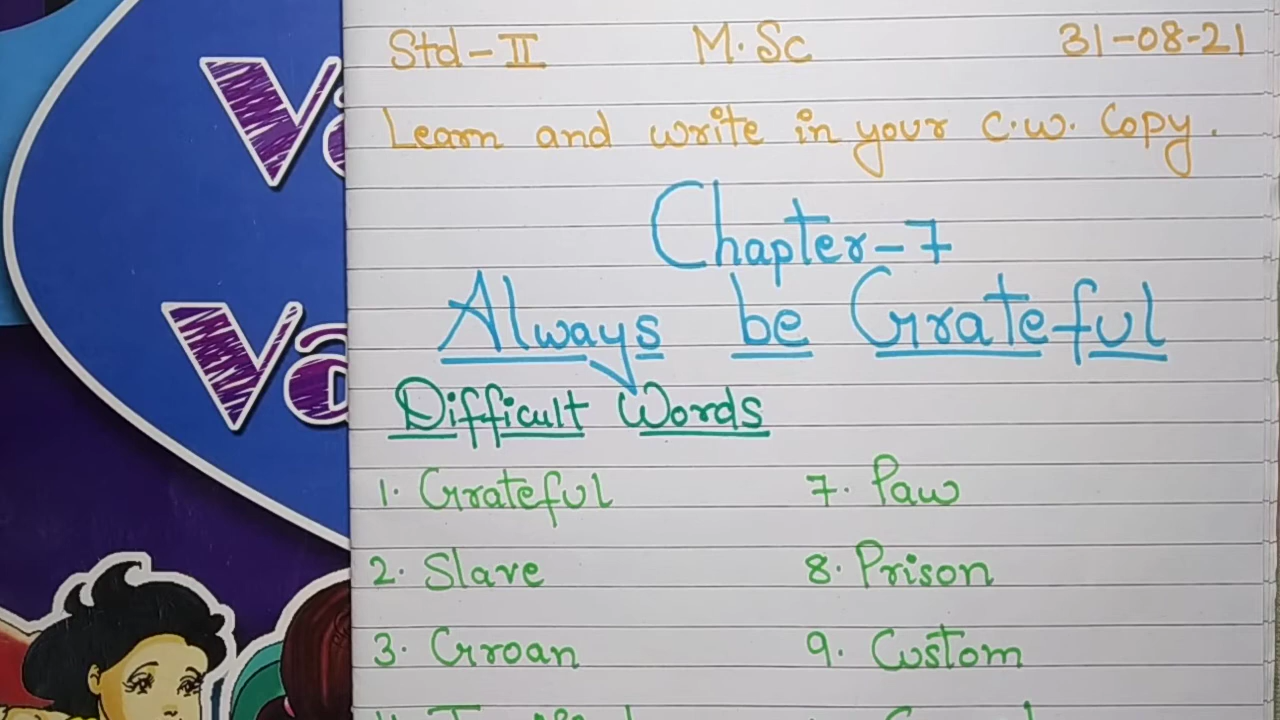 Std-II M.Sc 31-08-21
Learn and write in your C.W. Copy.
Chapter-7
Always be Grateful
Difficult Words
1. Grateful 7. Paw
2. Slave 8. Prison
3. Groan 9. Custom